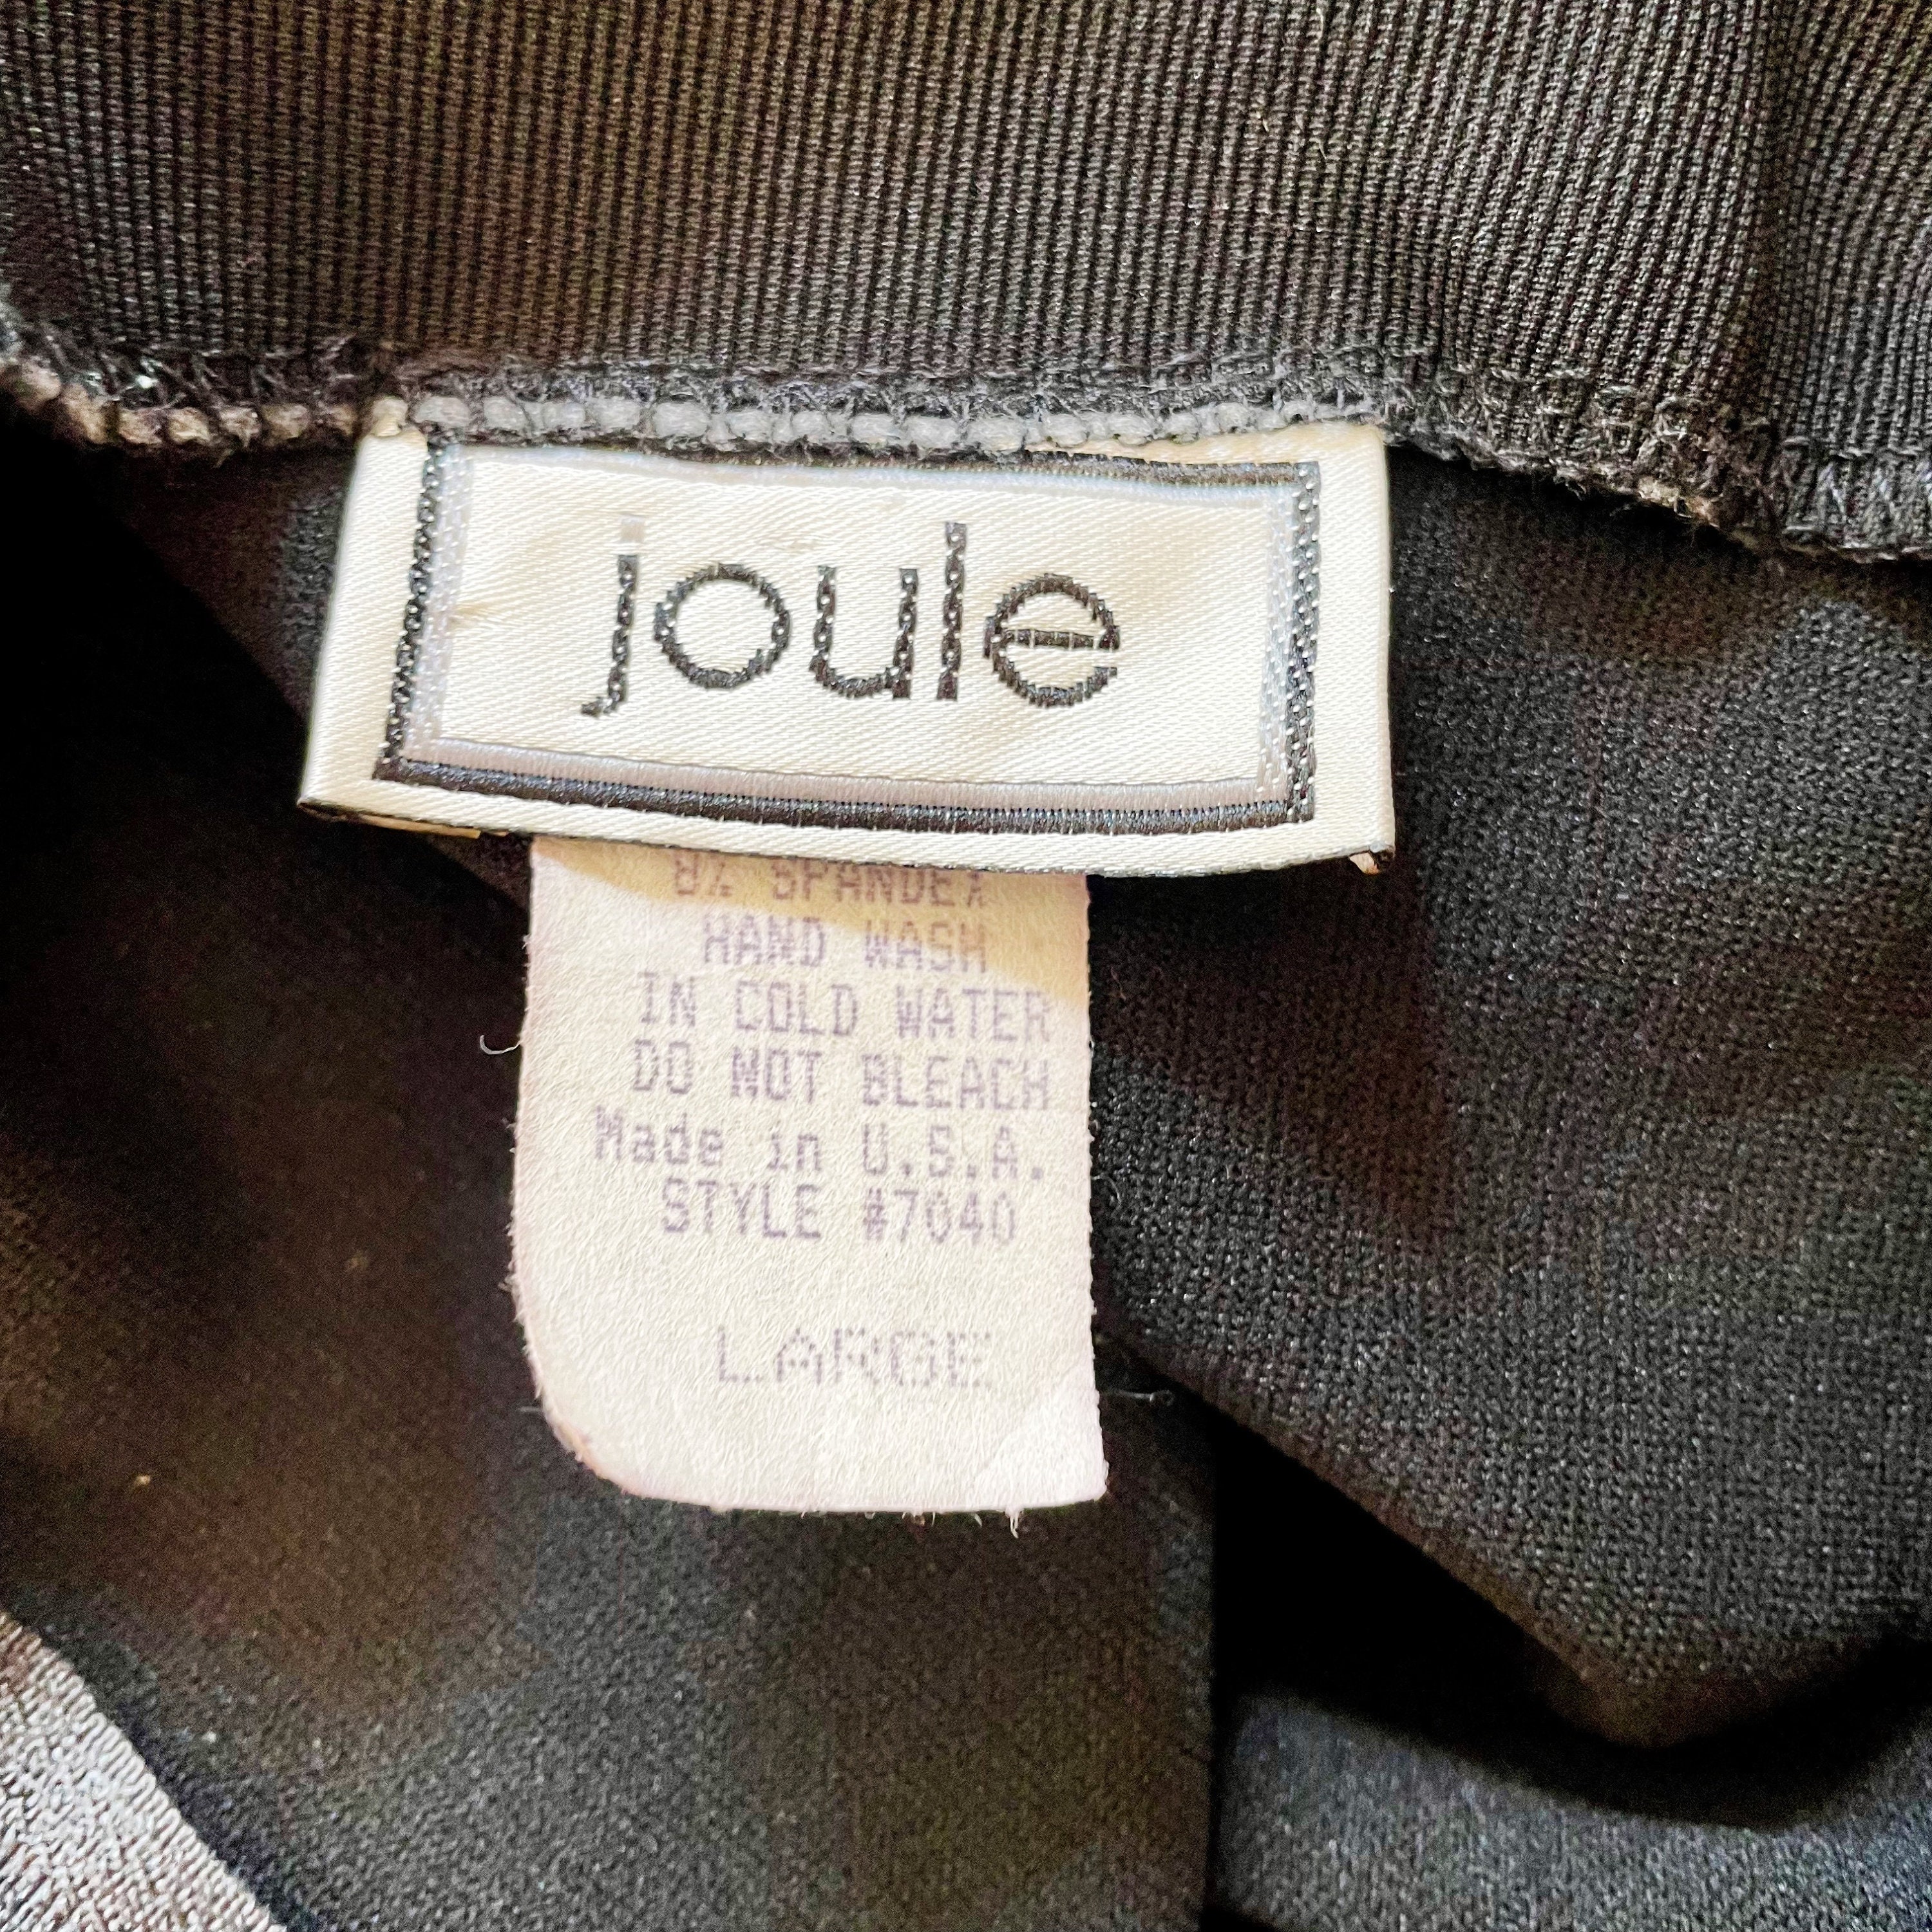 joule
8% SPANDEX
HAND WASH
IN COLD WATER
DO NOT BLEACH
Made in U.S.A.
STYLE #7040
LARGE